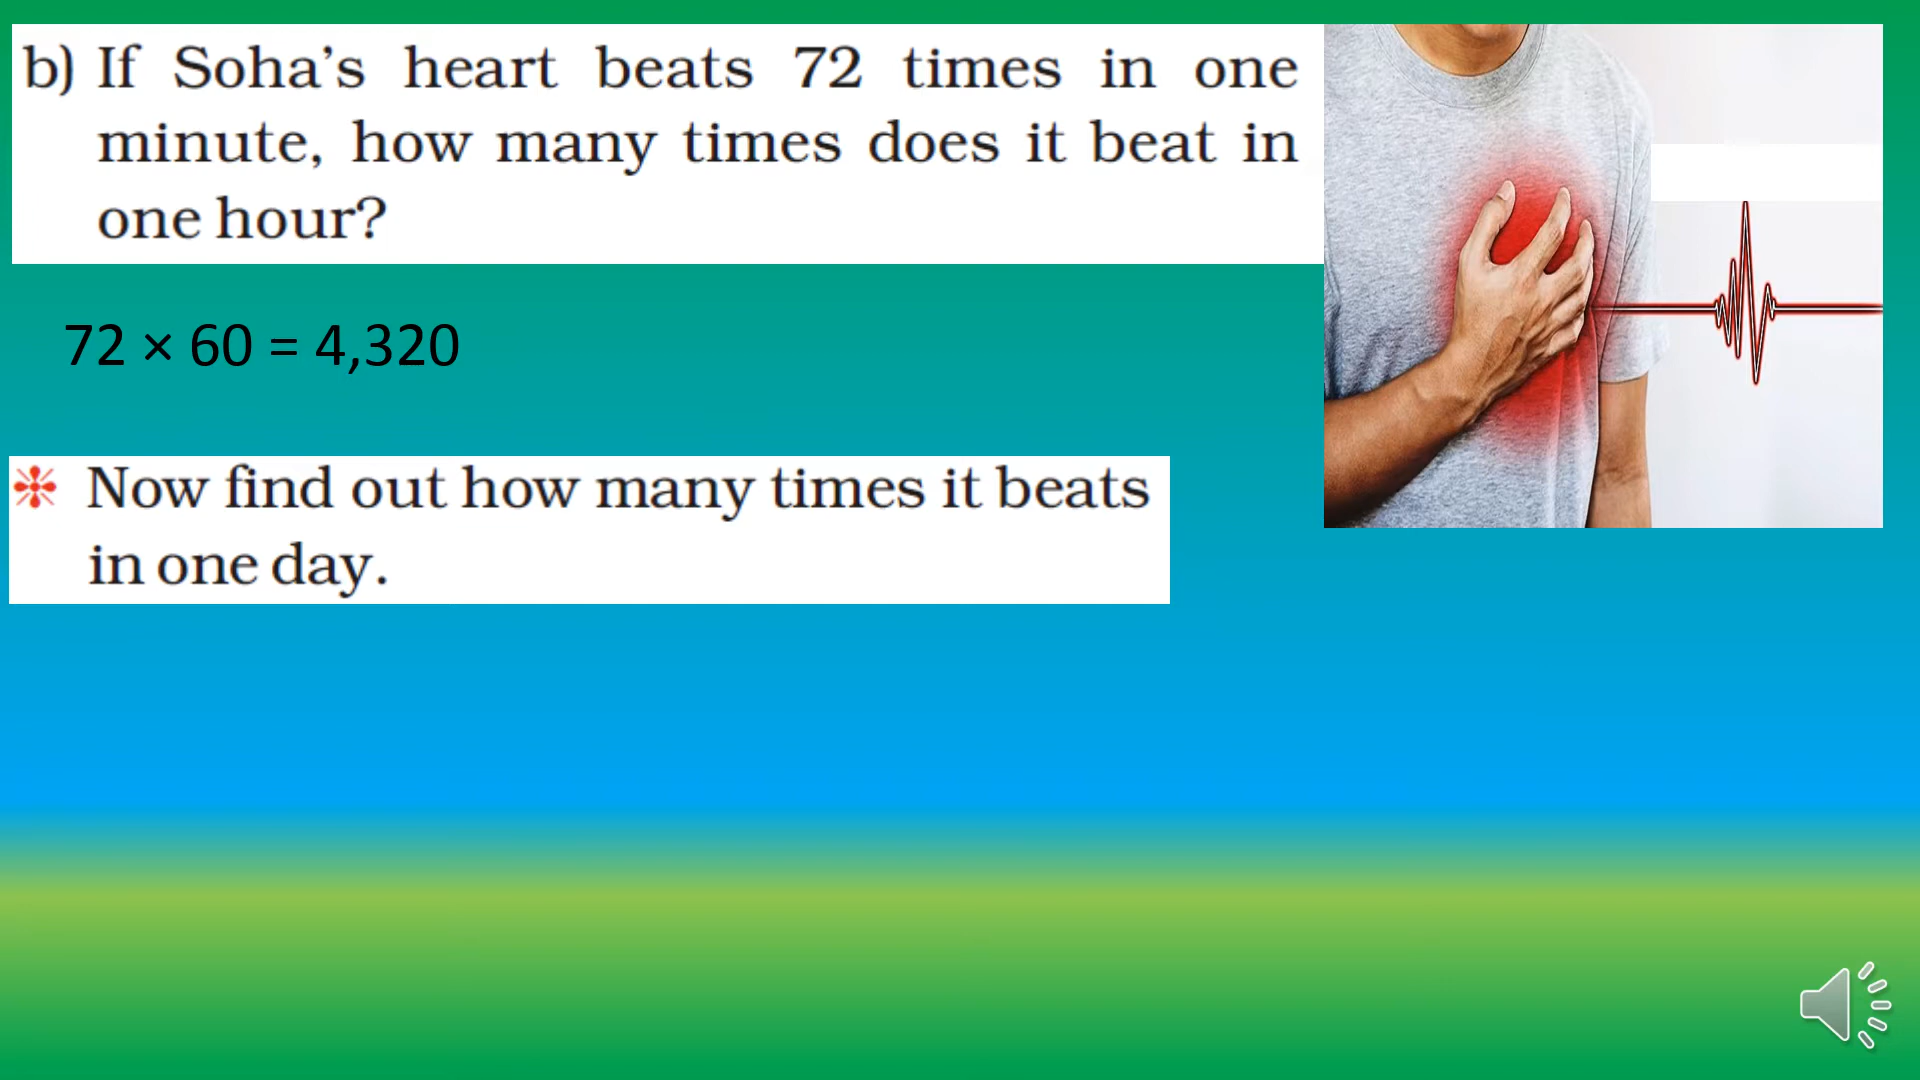 b) If Soha’s heart beats 72 times in one
minute, how many times does it beat in
one hour?
72 × 60 = 4,320
❉ Now find out how many times it beats
in one day.